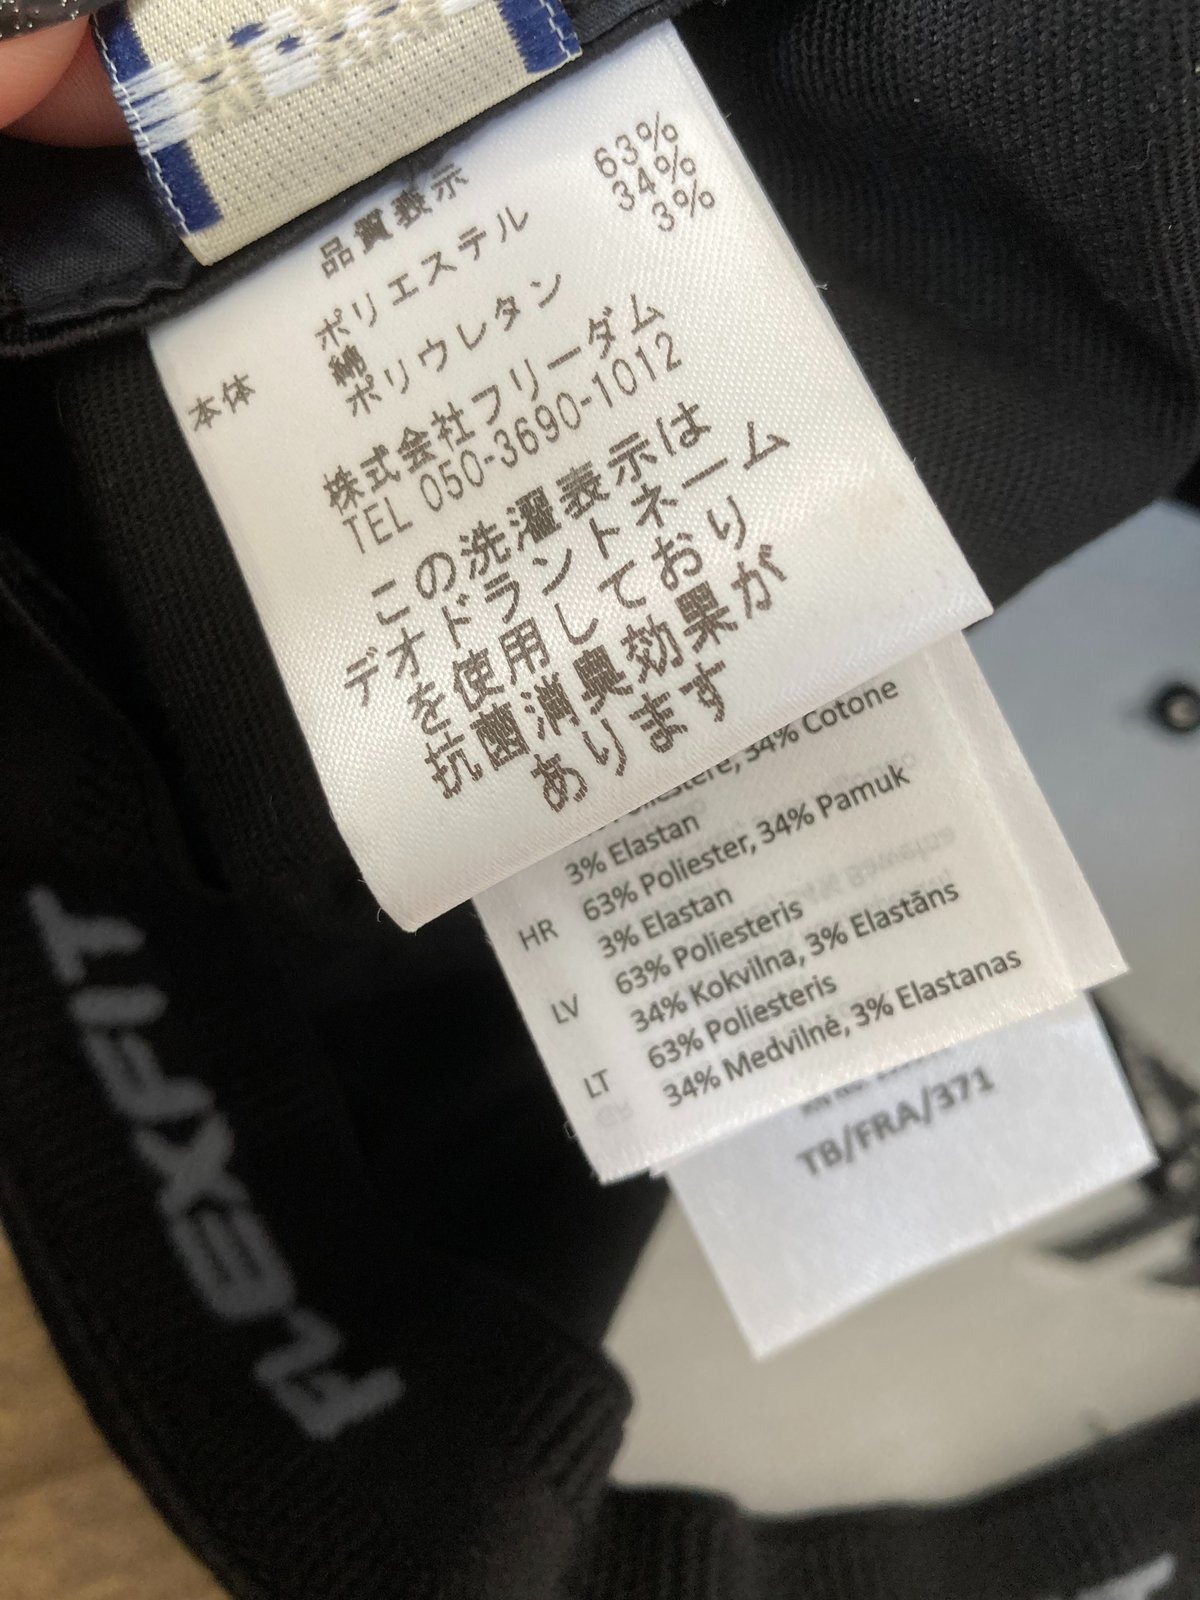 品質表示
本体 ポリエステル 63%
綿 34%
ポリウレタン 3%
株式会社フリーダム
TEL 050-3690-1012
この洗濯表示は
デオドラントネーム
を使用しており
抗菌消臭効果が
あります
34% Cotone
3% Elastan
HR 63% Poliester, 34% Pamuk
3% Elastan
LV 63% Poliesteris
34% Kokvilna, 3% Elastāns
LT 63% Poliesteris
34% Medvilnė, 3% Elastanas
TB/FRA/371
FLEXFIT